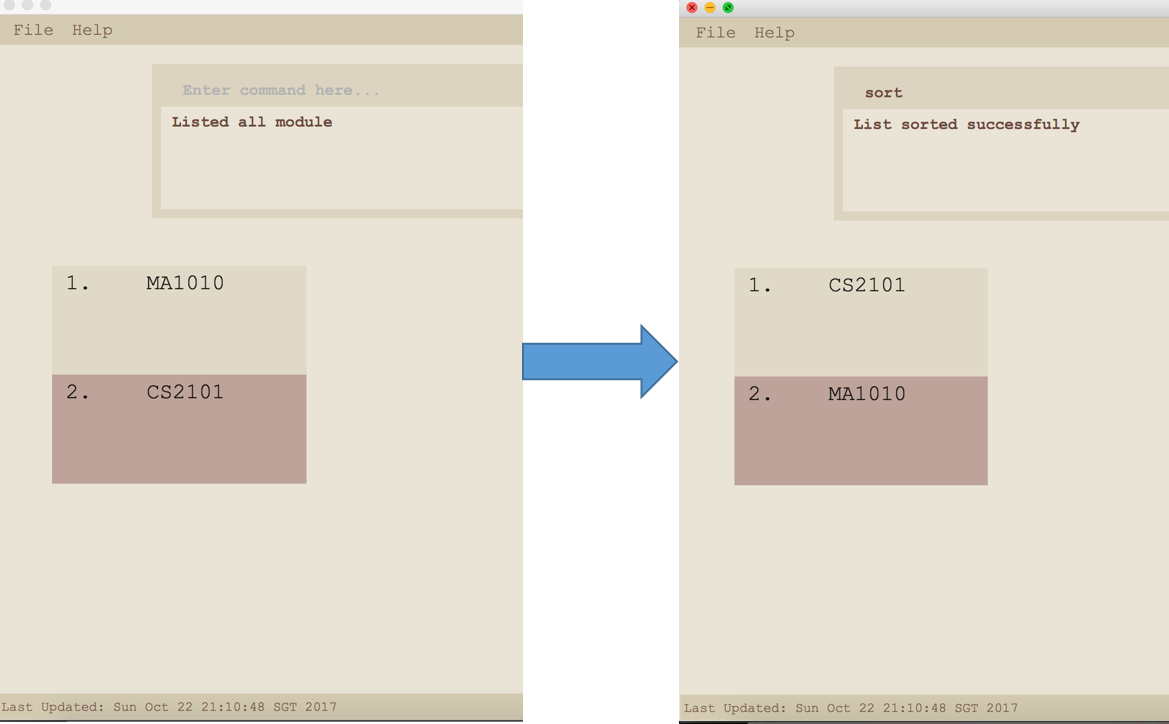 File Help
Enter command here...
Listed all module
1. MA1010
2. CS2101
Last Updated: Sun Oct 22 21:10:48 SGT 2017
File Help
sort
List sorted successfully
1. CS2101
2. MA1010
Last Updated: Sun Oct 22 21:10:48 SGT 2017